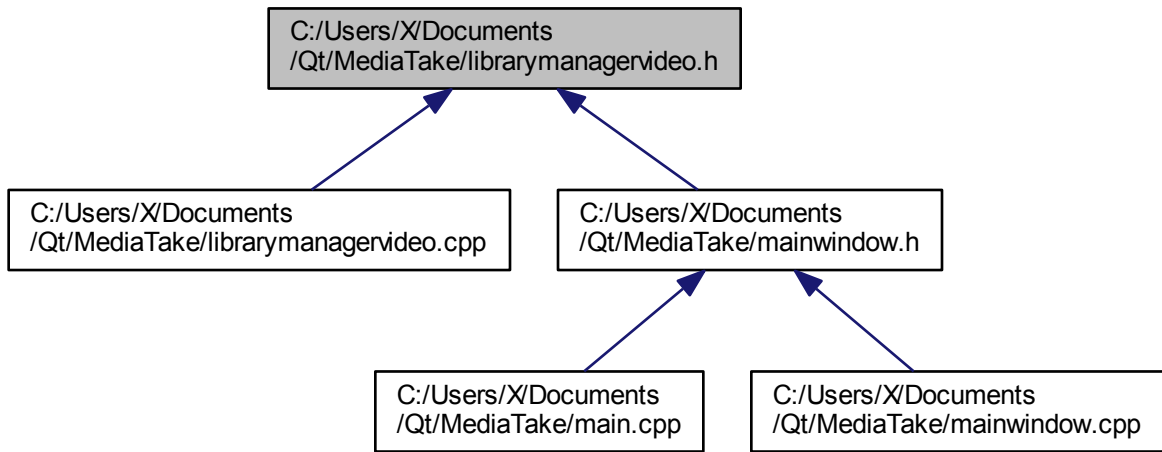 C:/Users/X/Documents
/Qt/MediaTake/librarymanagervideo.h
C:/Users/X/Documents
/Qt/MediaTake/librarymanagervideo.cpp
C:/Users/X/Documents
/Qt/MediaTake/mainwindow.h
C:/Users/X/Documents
/Qt/MediaTake/main.cpp
C:/Users/X/Documents
/Qt/MediaTake/mainwindow.cpp